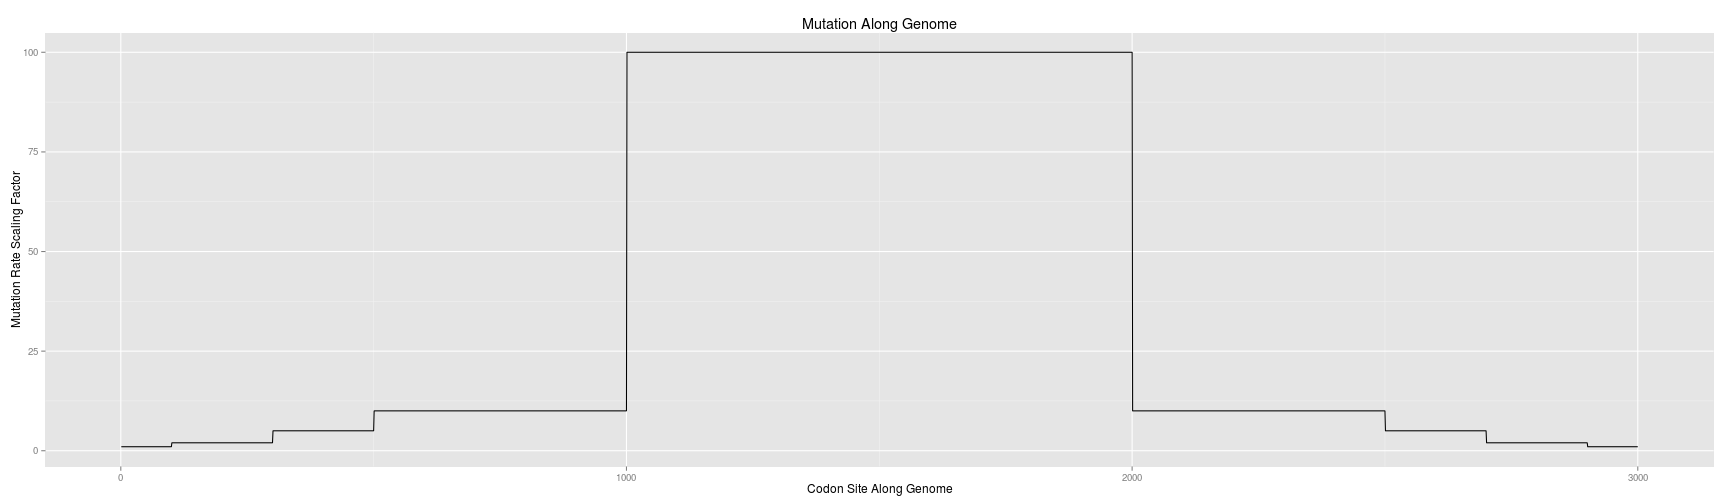 Mutation Along Genome
Mutation Rate Scaling Factor
100
75
50
25
0
0 1000 2000 3000
Codon Site Along Genome